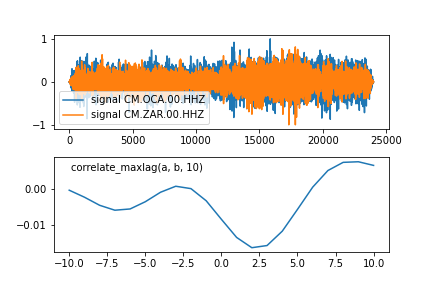 1
0
−1
signal CM.OCA.00.HHZ
signal CM.ZAR.00.HHZ
0 5000 10000 15000 20000 25000
correlate_maxlag(a, b, 10)
0.00
−0.01
−10.0 −7.5 −5.0 −2.5 0.0 2.5 5.0 7.5 10.0